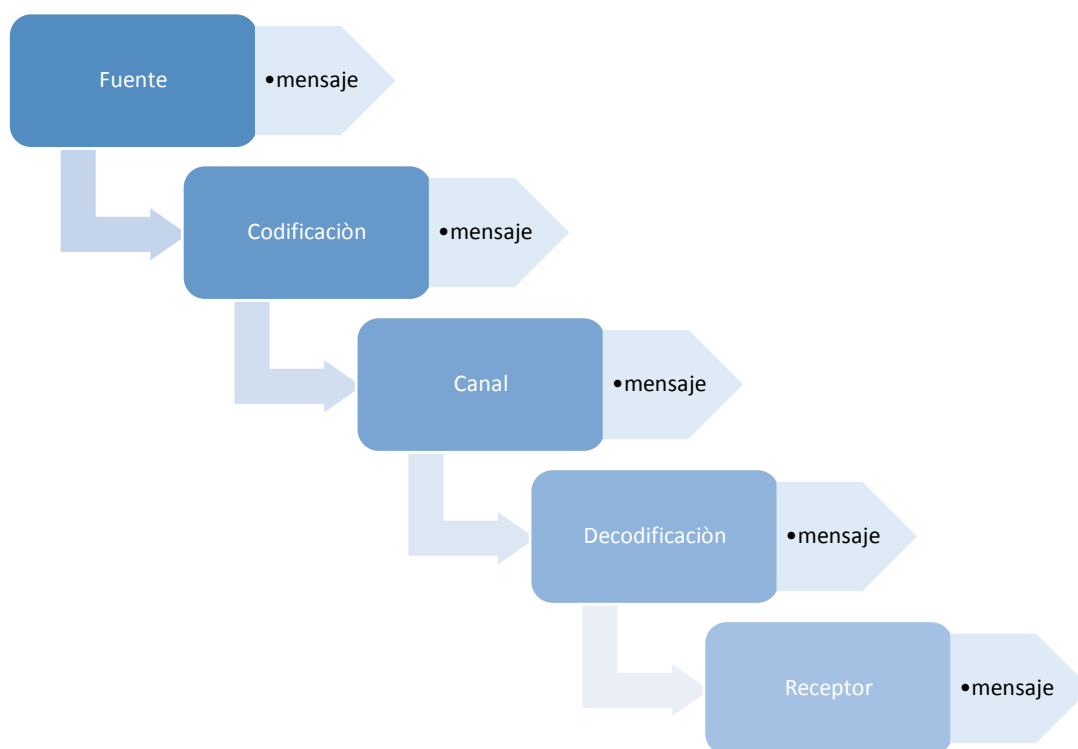 Fuente
•mensaje
Codificaciòn
•mensaje
Canal
•mensaje
Decodificaciòn
•mensaje
Receptor
•mensaje